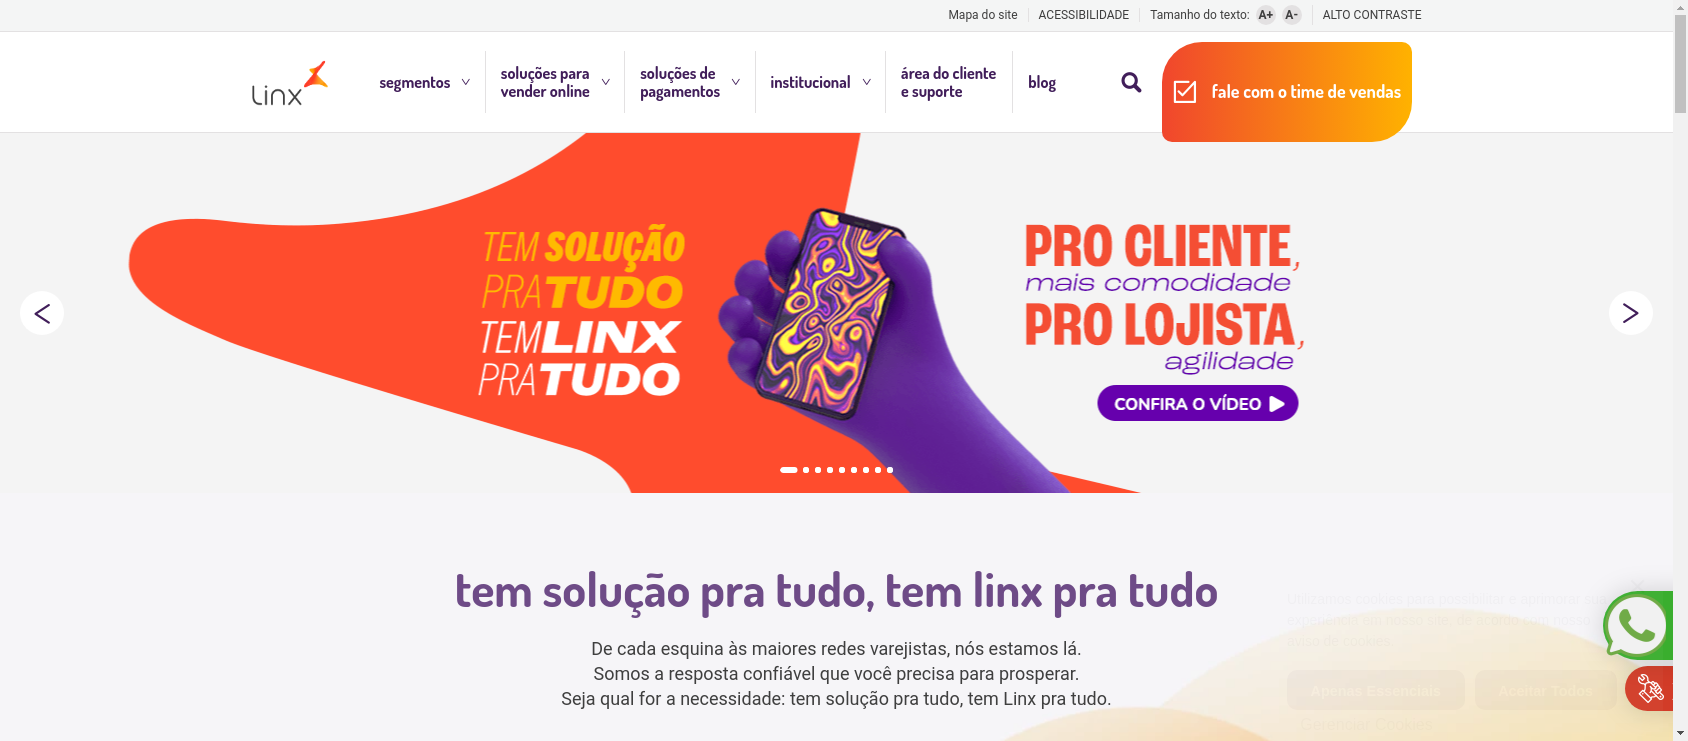 Mapa do site
ACESSIBILIDADE
Tamanho do texto: A+ A-
ALTO CONTRASTE
Linx
segmentos
soluções para
vender online
soluções de
pagamentos
institucional
área do cliente
e suporte
blog
fale com o time de vendas
TEM SOLUÇÃO
PRA TUDO
TEM LINX
PRA TUDO
PRO CLIENTE,
mais comodidade
PRO LOJISTA,
agilidade
CONFIRA O VÍDEO
tem solução pra tudo, tem linx pra tudo
De cada esquina às maiores redes varejistas, nós estamos lá.
Somos a resposta confiável que você precisa para prosperar.
Seja qual for a necessidade: tem solução pra tudo, tem Linx pra tudo.
Utilizamos cookies para possibilitar e aprimorar sua
experiência em nosso site, de acordo com nosso
aviso de cookies.
Apenas Essenciais
Aceitar Todos
Gerenciar Cookies